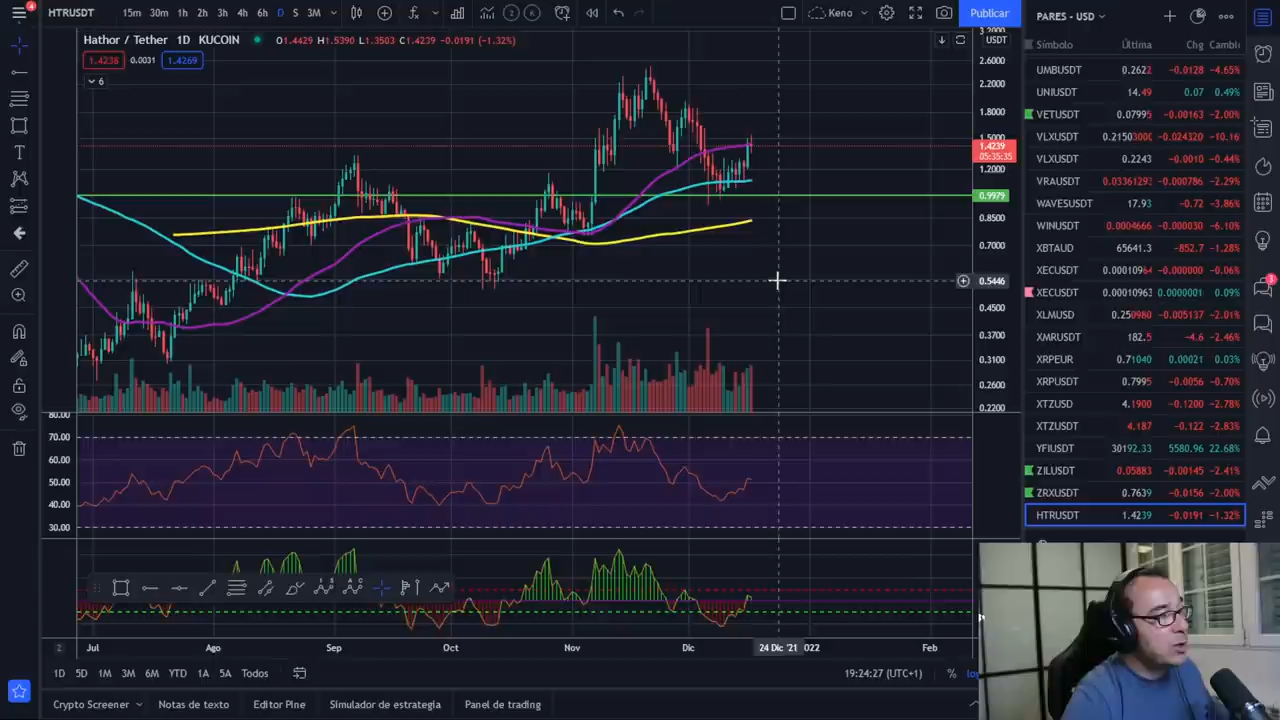 4
HTRUSDT 15m 30m 1h 2h 3h 4h 6h D S 3M 2 K Keno Publicar
Hathor / Tether 1D KUCOIN O1.4429 H1.5390 L1.3503 C1.4239 -0.0191 (-1.32%)
1.4238 0.0031 1.4269
6
USDT
2.6000
2.2000
1.8000
1.5000
1.4239
05:35:35
1.2000
0.9979
0.8500
0.7000
0.5446
0.4500
0.3700
0.3100
0.2600
0.2200
80.00
70.00
60.00
50.00
40.00
30.00
Jul Ago Sep Oct Nov Dic 24 Dic '21 2022 Feb
1D 5D 1M 3M 6M YTD 1A 5A Todos 19:24:27 (UTC+1) %
Crypto Screener Notas de texto Editor Pine Simulador de estrategia Panel de trading
PARES - USD
Símbolo Última Chg
UMBUSDT 0.2622 -0.0128 -4.65%
UNIUSDT 14.49 0.07 0.49%
VETUSDT 0.07995 -0.00163 -2.00%
VLXUSDT 0.21503000 -0.024320 -10.16
VLXUSDT 0.2243 -0.0010 -0.44%
VRAUSDT -0.000786 -2.29%
WAVESUSDT 17.93 -0.72 -3.86%
WINUSDT 0.0004666 -0.000030 -6.10%
XBTAUD 65641.3 -852.7 -1.28%
XECUSDT 0.00010964 -0.000000 -0.06%
XECUSDT 0.00010963 0.0000001 0.09%
XLMUSD 0.250980 -0.005137 -2.01%
XMRUSDT 182.5 -4.6 -2.46%
XRPEUR 0.71040 0.00021 0.03%
XRPUSDT 0.7995 -0.0056 -0.70%
XTZUSD 4.1900 -0.1200 -2.78%
XTZUSDT 4.187 -0.122 -2.83%
YFIUSDT 30192.33 5580.96 22.68%
ZILUSDT 0.05883 -0.00145 -2.41%
ZRXUSDT 0.7639 -0.0156 -2.00%
HTRUSDT 1.4239 -0.0191 -1.32%
3